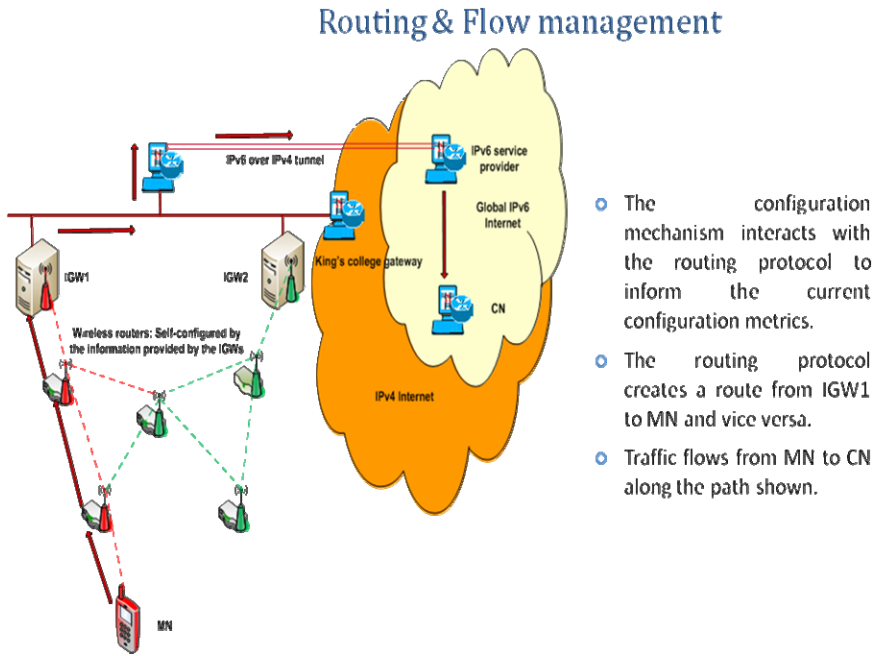 Routing & Flow management
IPv6 over IPv4 tunnel
IPv6 service
provider
Global IPv6
Internet
King's college gateway
IGW1
IGW2
CN
Wireless routers: Self-configured by
the information provided by the IGWs
IPv4 Internet
MN
The configuration
mechanism interacts with
the routing protocol to
inform the current
configuration metrics.
The routing protocol
creates a route from IGW1
to MN and vice versa.
Traffic flows from MN to CN
along the path shown.